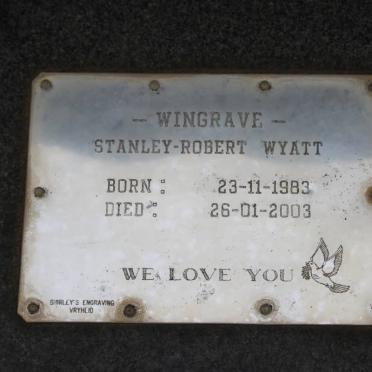 - WINGRAVE -
STANLEY-ROBERT WYATT
BORN : 23-11-1983
DIED : 26-01-2003
WE LOVE YOU
SHIRLEY'S ENGRAVING
VRYHEID